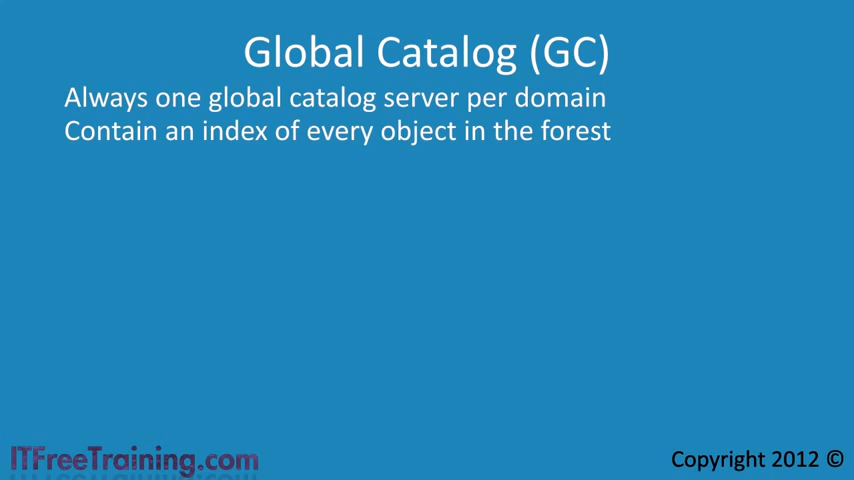 Global Catalog (GC)
Always one global catalog server per domain
Contain an index of every object in the forest
ITFreeTraining.com
Copyright 2012 ©